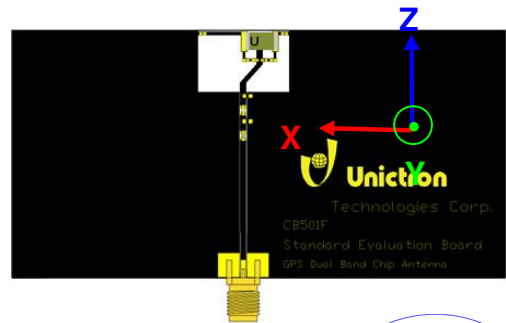 U
Z
X
Y
Unictron
Technologies Corp.
CB501F
Standard Evaluation Board
GPS Dual Band Chip Antenna